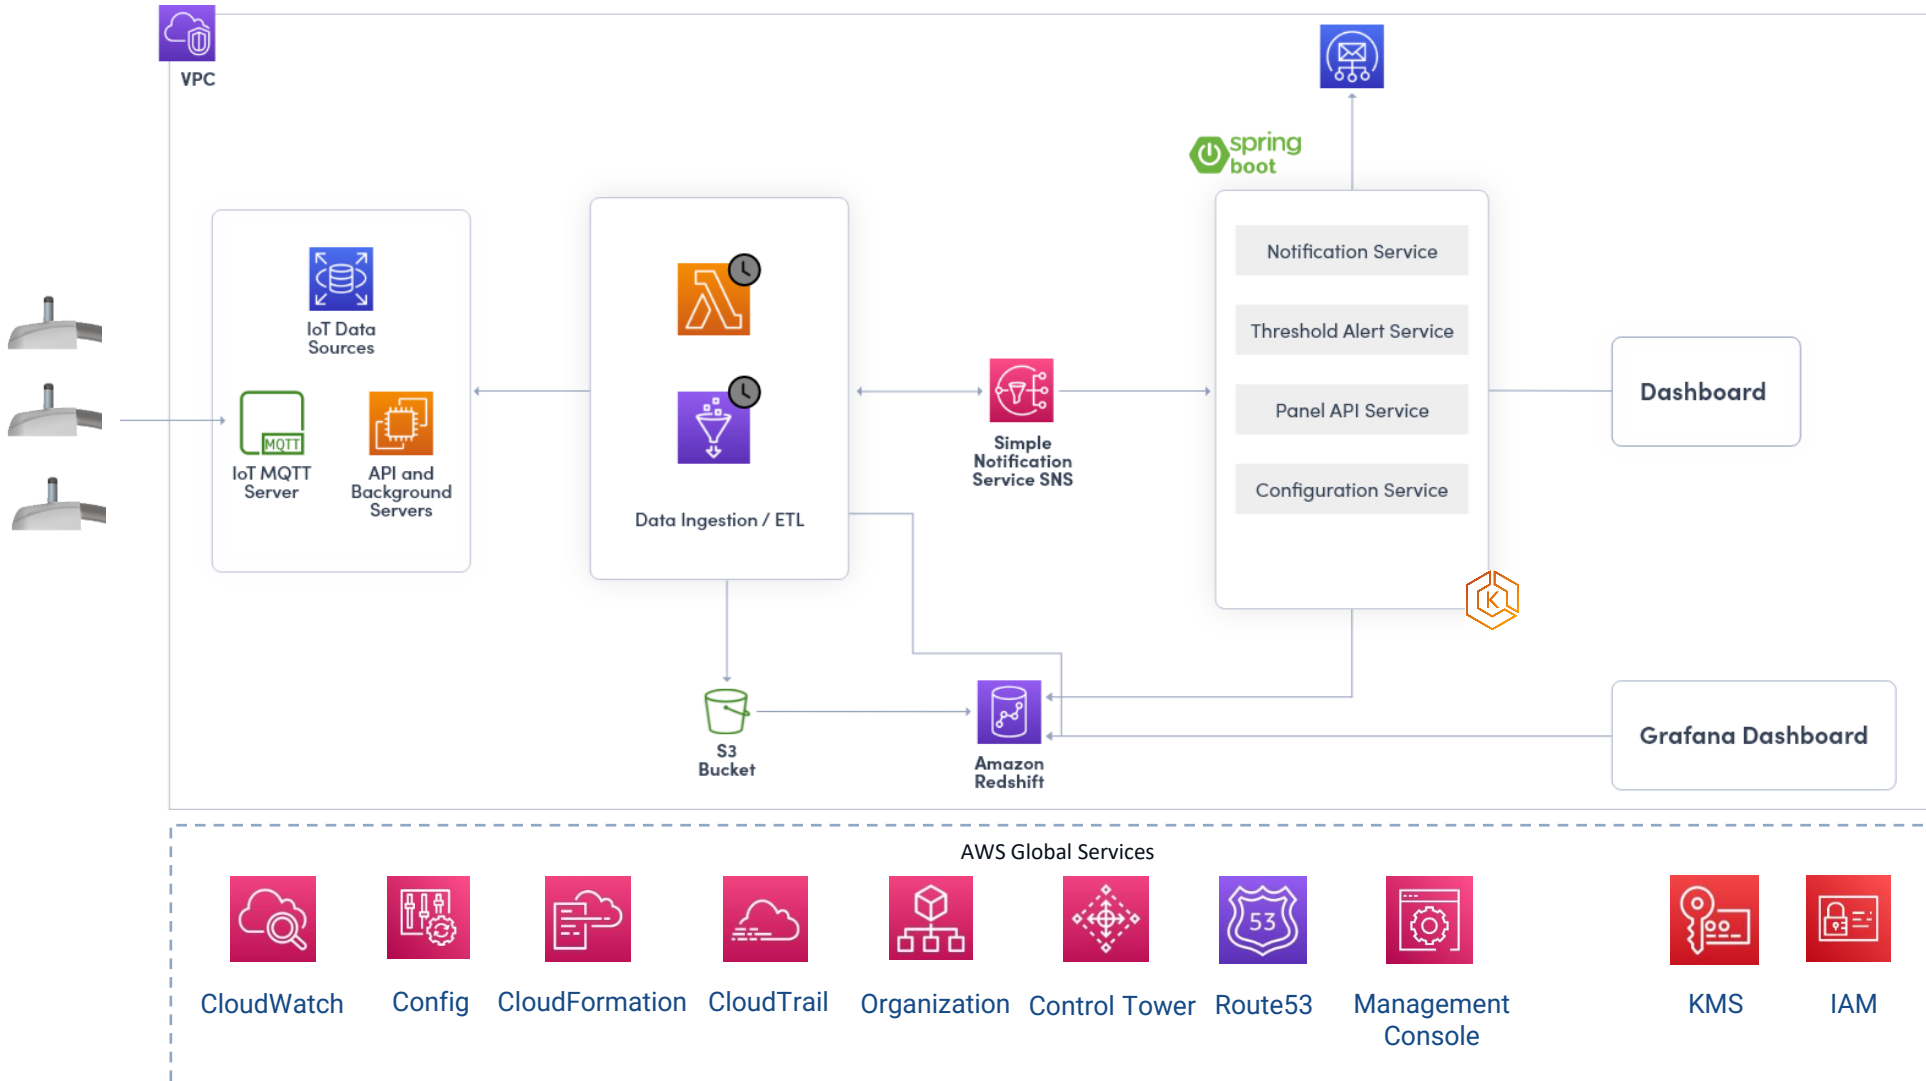 VPC
spring
boot
IoT Data
Sources
MQTT
IoT MQTT
Server
API and
Background
Servers
Data Ingestion / ETL
Simple
Notification
Service SNS
Notification Service
Threshold Alert Service
Panel API Service
Configuration Service
K
Dashboard
S3
Bucket
Amazon
Redshift
Grafana Dashboard
AWS Global Services
53
CloudWatch
Config
CloudFormation
CloudTrail
Organization
Control Tower
Route53
Management
Console
KMS
IAM